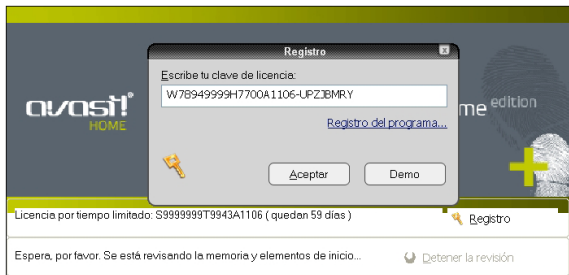 Registro
Escribe tu clave de licencia:
W78949999H7700A1106-UPZJBMRY
Registro del programa...
Aceptar
Demo
avast!
HOME
me edition
Licencia por tiempo limitado: S9999999T9943A1106 ( quedan 59 días )
Registro
Espera, por favor. Se está revisando la memoria y elementos de inicio...
Detener la revisión